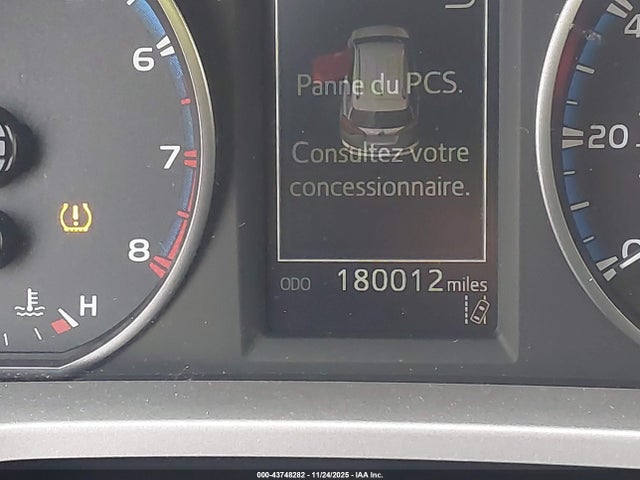 6
7
8
H
Panne du PCS.
Consultez votre
concessionnaire.
ODO 180012 miles
20
0
000-43748282 - 11/24/2025 - IAA Inc.